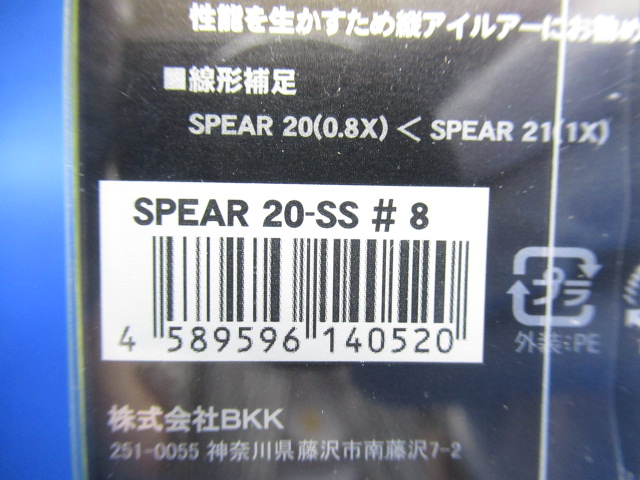 性能を生かすため縦アイルアーにお勧め
■線形補足
SPEAR 20(0.8X) < SPEAR 21(1X)
SPEAR 20-SS # 8
4 589596 140520
プラ
外装:PE
株式会社BKK
251-0055 神奈川県藤沢市南藤沢7-2